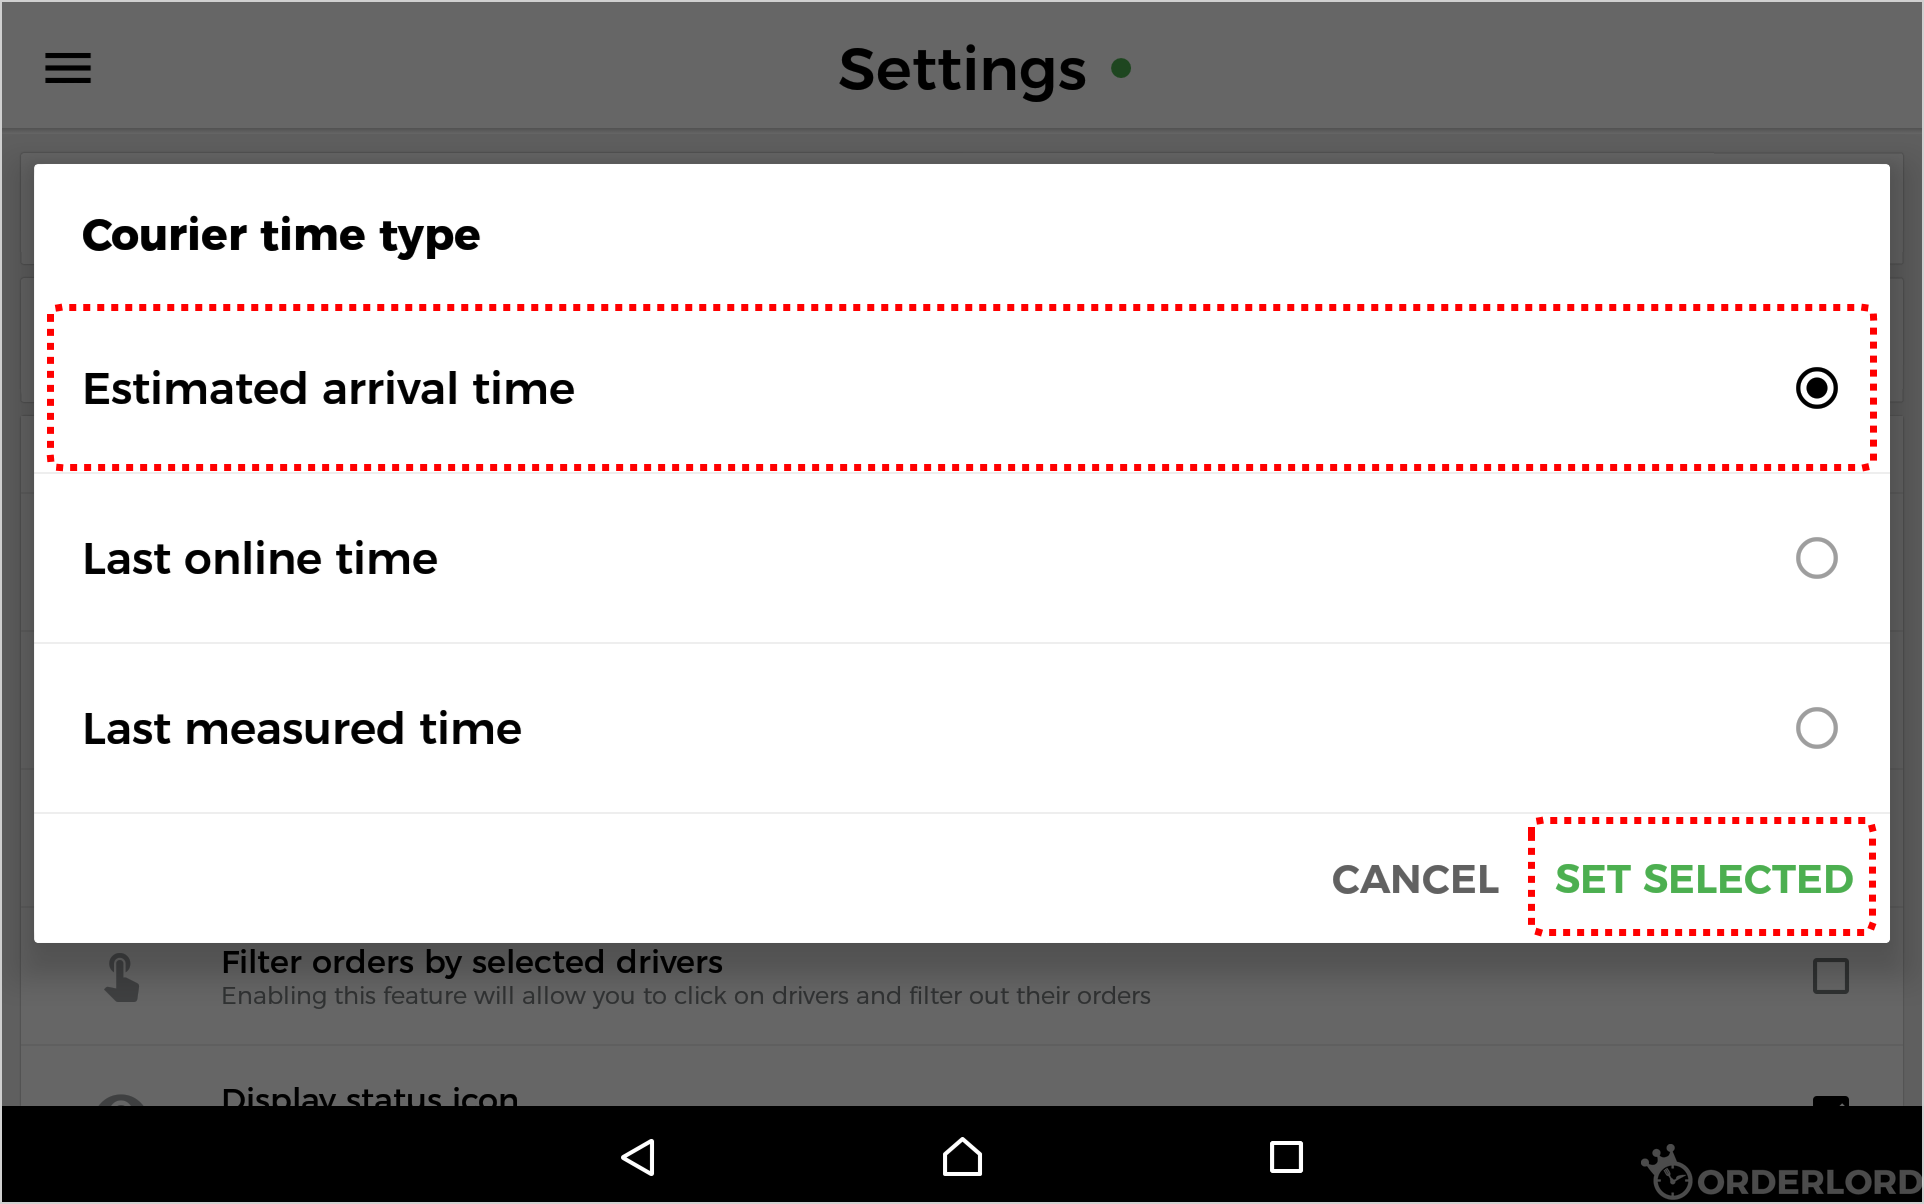 Settings
Courier time type
Estimated arrival time
Last online time
Last measured time
CANCEL SET SELECTED
Filter orders by selected drivers
Enabling this feature will allow you to click on drivers and filter out their orders
Display status icon
ORDERLORD